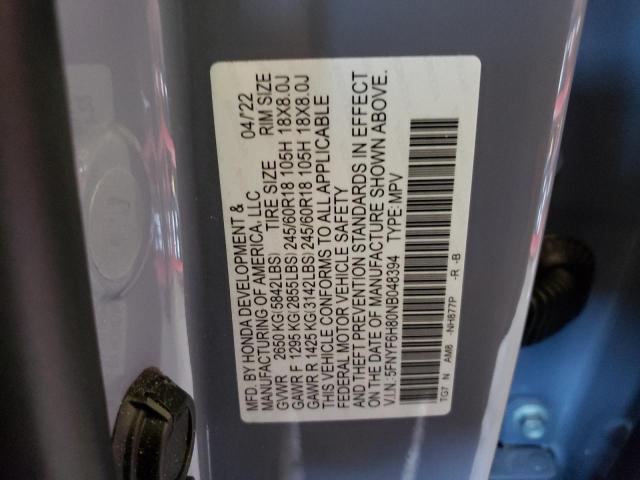 MFD. BY HONDA DEVELOPMENT &
MANUFACTURING OF AMERICA, LLC 04/'22
GVWR 2650 KG(5842LBS) TIRE SIZE RIM SIZE
GAWR F 1295 KG(2855LBS) 245/60R18 105H 18X8.0J
GAWR R 1425 KG(3142LBS) 245/60R18 105H 18X8.0J
THIS VEHICLE CONFORMS TO ALL APPLICABLE
FEDERAL MOTOR VEHICLE SAFETY
AND THEFT PREVENTION STANDARDS IN EFFECT
ON THE DATE OF MANUFACTURE SHOWN ABOVE.
V.I.N.: 5FNYF6H80NB048394 TYPE: MPV
TG7 N AM8 -NH877P -R -B